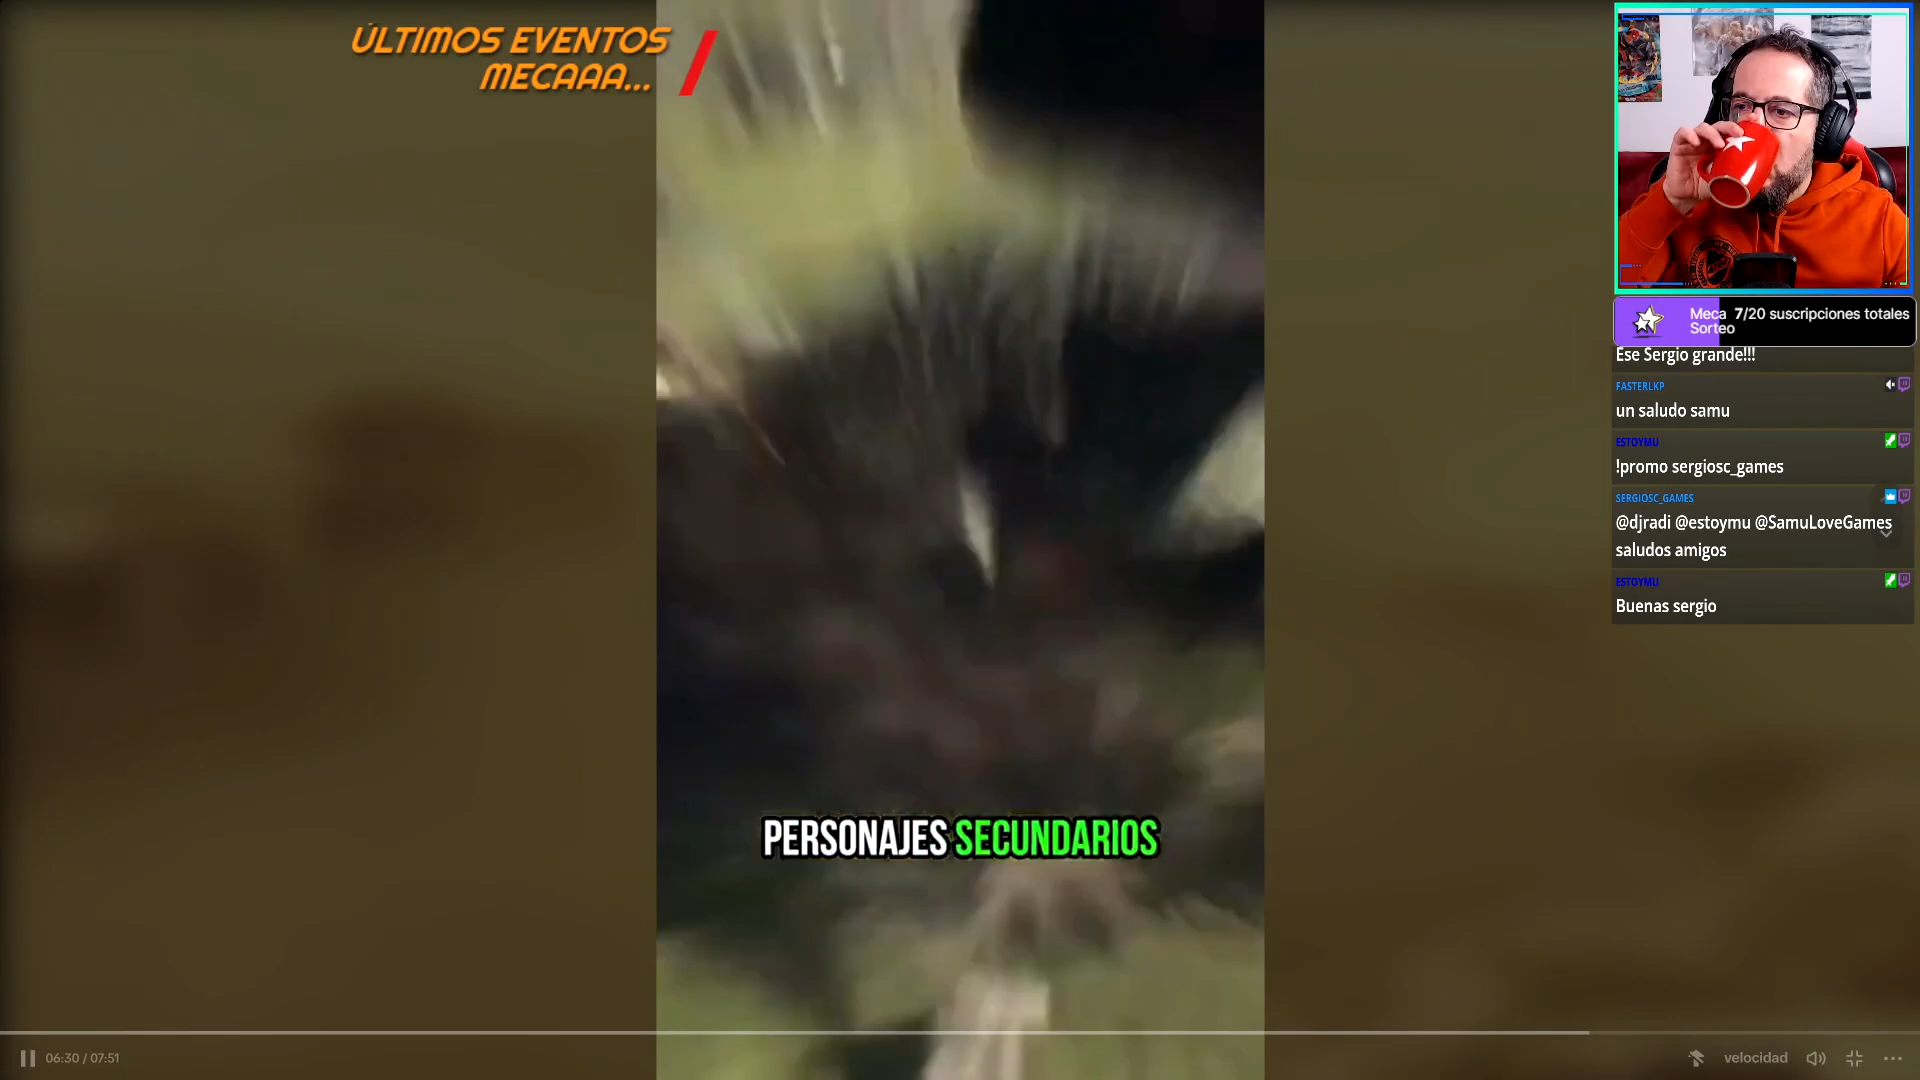 ÚLTIMOS EVENTOS
MECAAA...
Meca Sorteo
7/20 suscripciones totales
Ese Sergio grande!!!
FASTERLKP
un saludo samu
ESTOYMU
!promo sergiosc_games
SERGIOSC_GAMES
@djradi @estoymu @SamuLoveGames
saludos amigos
ESTOYMU
Buenas sergio
PERSONAJES SECUNDARIOS
06:30 / 07:51
velocidad